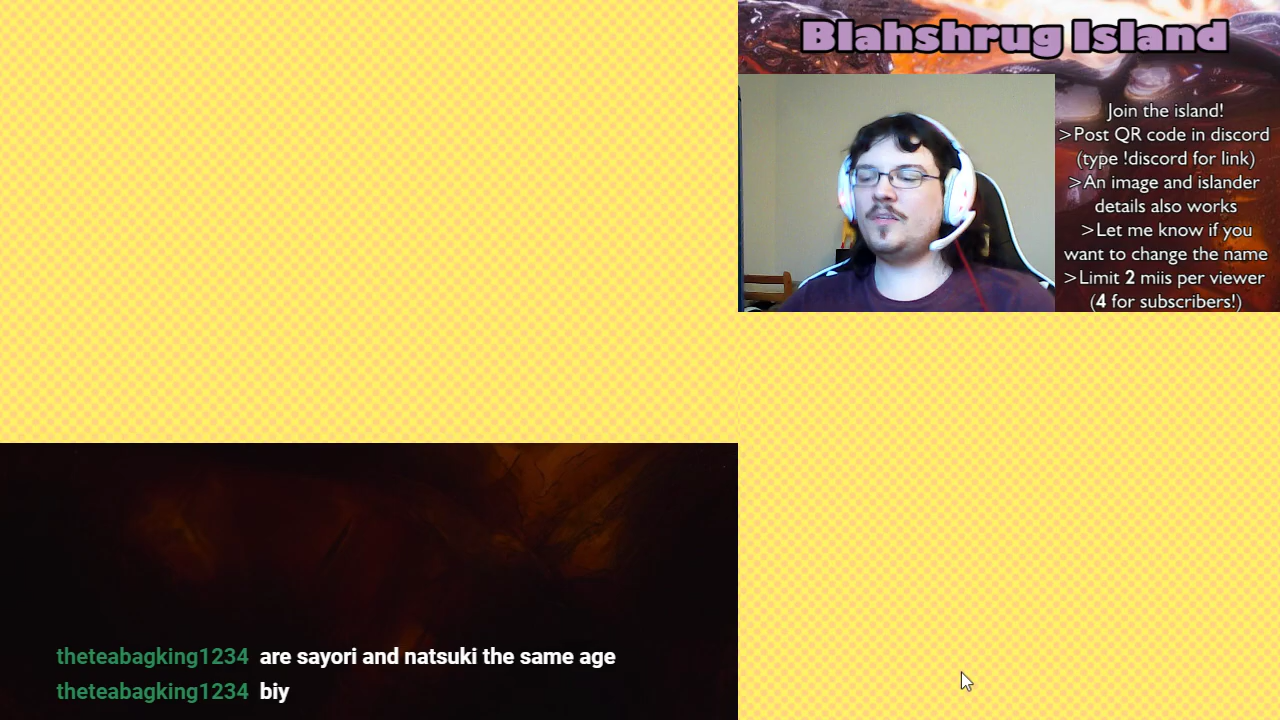 Blahshrug Island
Join the island!
>Post QR code in discord
(type !discord for link)
>An image and islander
details also works
>Let me know if you
want to change the name
>Limit 2 miis per viewer
(4 for subscribers!)
theteabagking1234 are sayori and natsuki the same age
theteabagking1234 biy